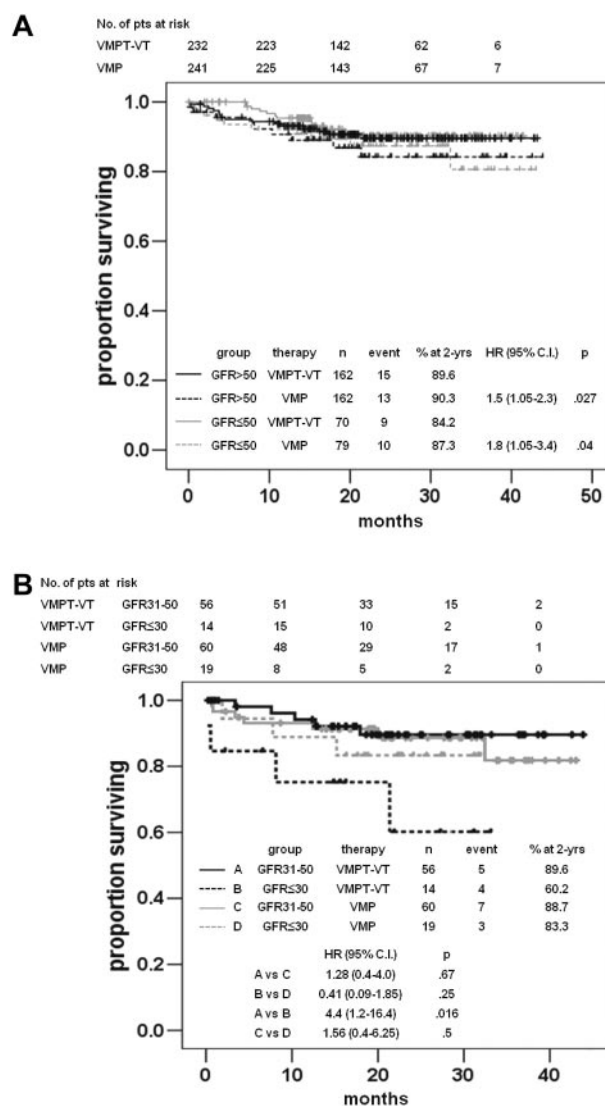 A
No. of pts at risk
VMPT-VT 232 223 142 62 6
VMP 241 225 143 67 7
1.0
0.8
0.6
0.4
0.2
0.0
proportion surviving
group therapy n event % at 2-yrs HR (95% C.I.) p
GFR>50 VMPT-VT 162 15 89.6
GFR>50 VMP 162 13 90.3 1.5 (1.05-2.3) .027
GFR≤50 VMPT-VT 70 9 84.2
GFR≤50 VMP 79 10 87.3 1.8 (1.05-3.4) .04
0 10 20 30 40 50
months
B
No. of pts at risk
VMPT-VT GFR31-50 56 51 33 15 2
VMPT-VT GFR≤30 14 15 10 2 0
VMP GFR31-50 60 48 29 17 1
VMP GFR≤30 19 8 5 2 0
1.0
0.8
0.6
0.4
0.2
0.0
proportion surviving
group therapy n event % at 2-yrs
A GFR31-50 VMPT-VT 56 5 89.6
B GFR≤30 VMPT-VT 14 4 60.2
C GFR31-50 VMP 60 7 88.7
D GFR≤30 VMP 19 3 83.3
HR (95% C.I.) p
A vs C 1.28 (0.4-4.0) .67
B vs D 0.41 (0.09-1.85) .25
A vs B 4.4 (1.2-16.4) .016
C vs D 1.56 (0.4-6.25) .5
0 10 20 30 40
months